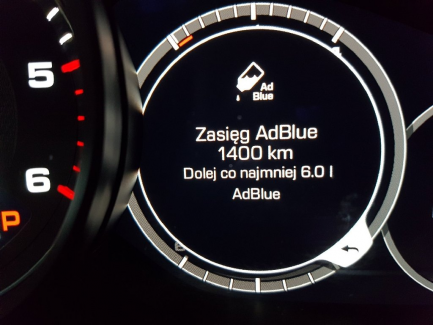 5
6
P
Ad
Blue
Zasięg AdBlue
1400 km
Dolej co najmniej 6.0 l
AdBlue